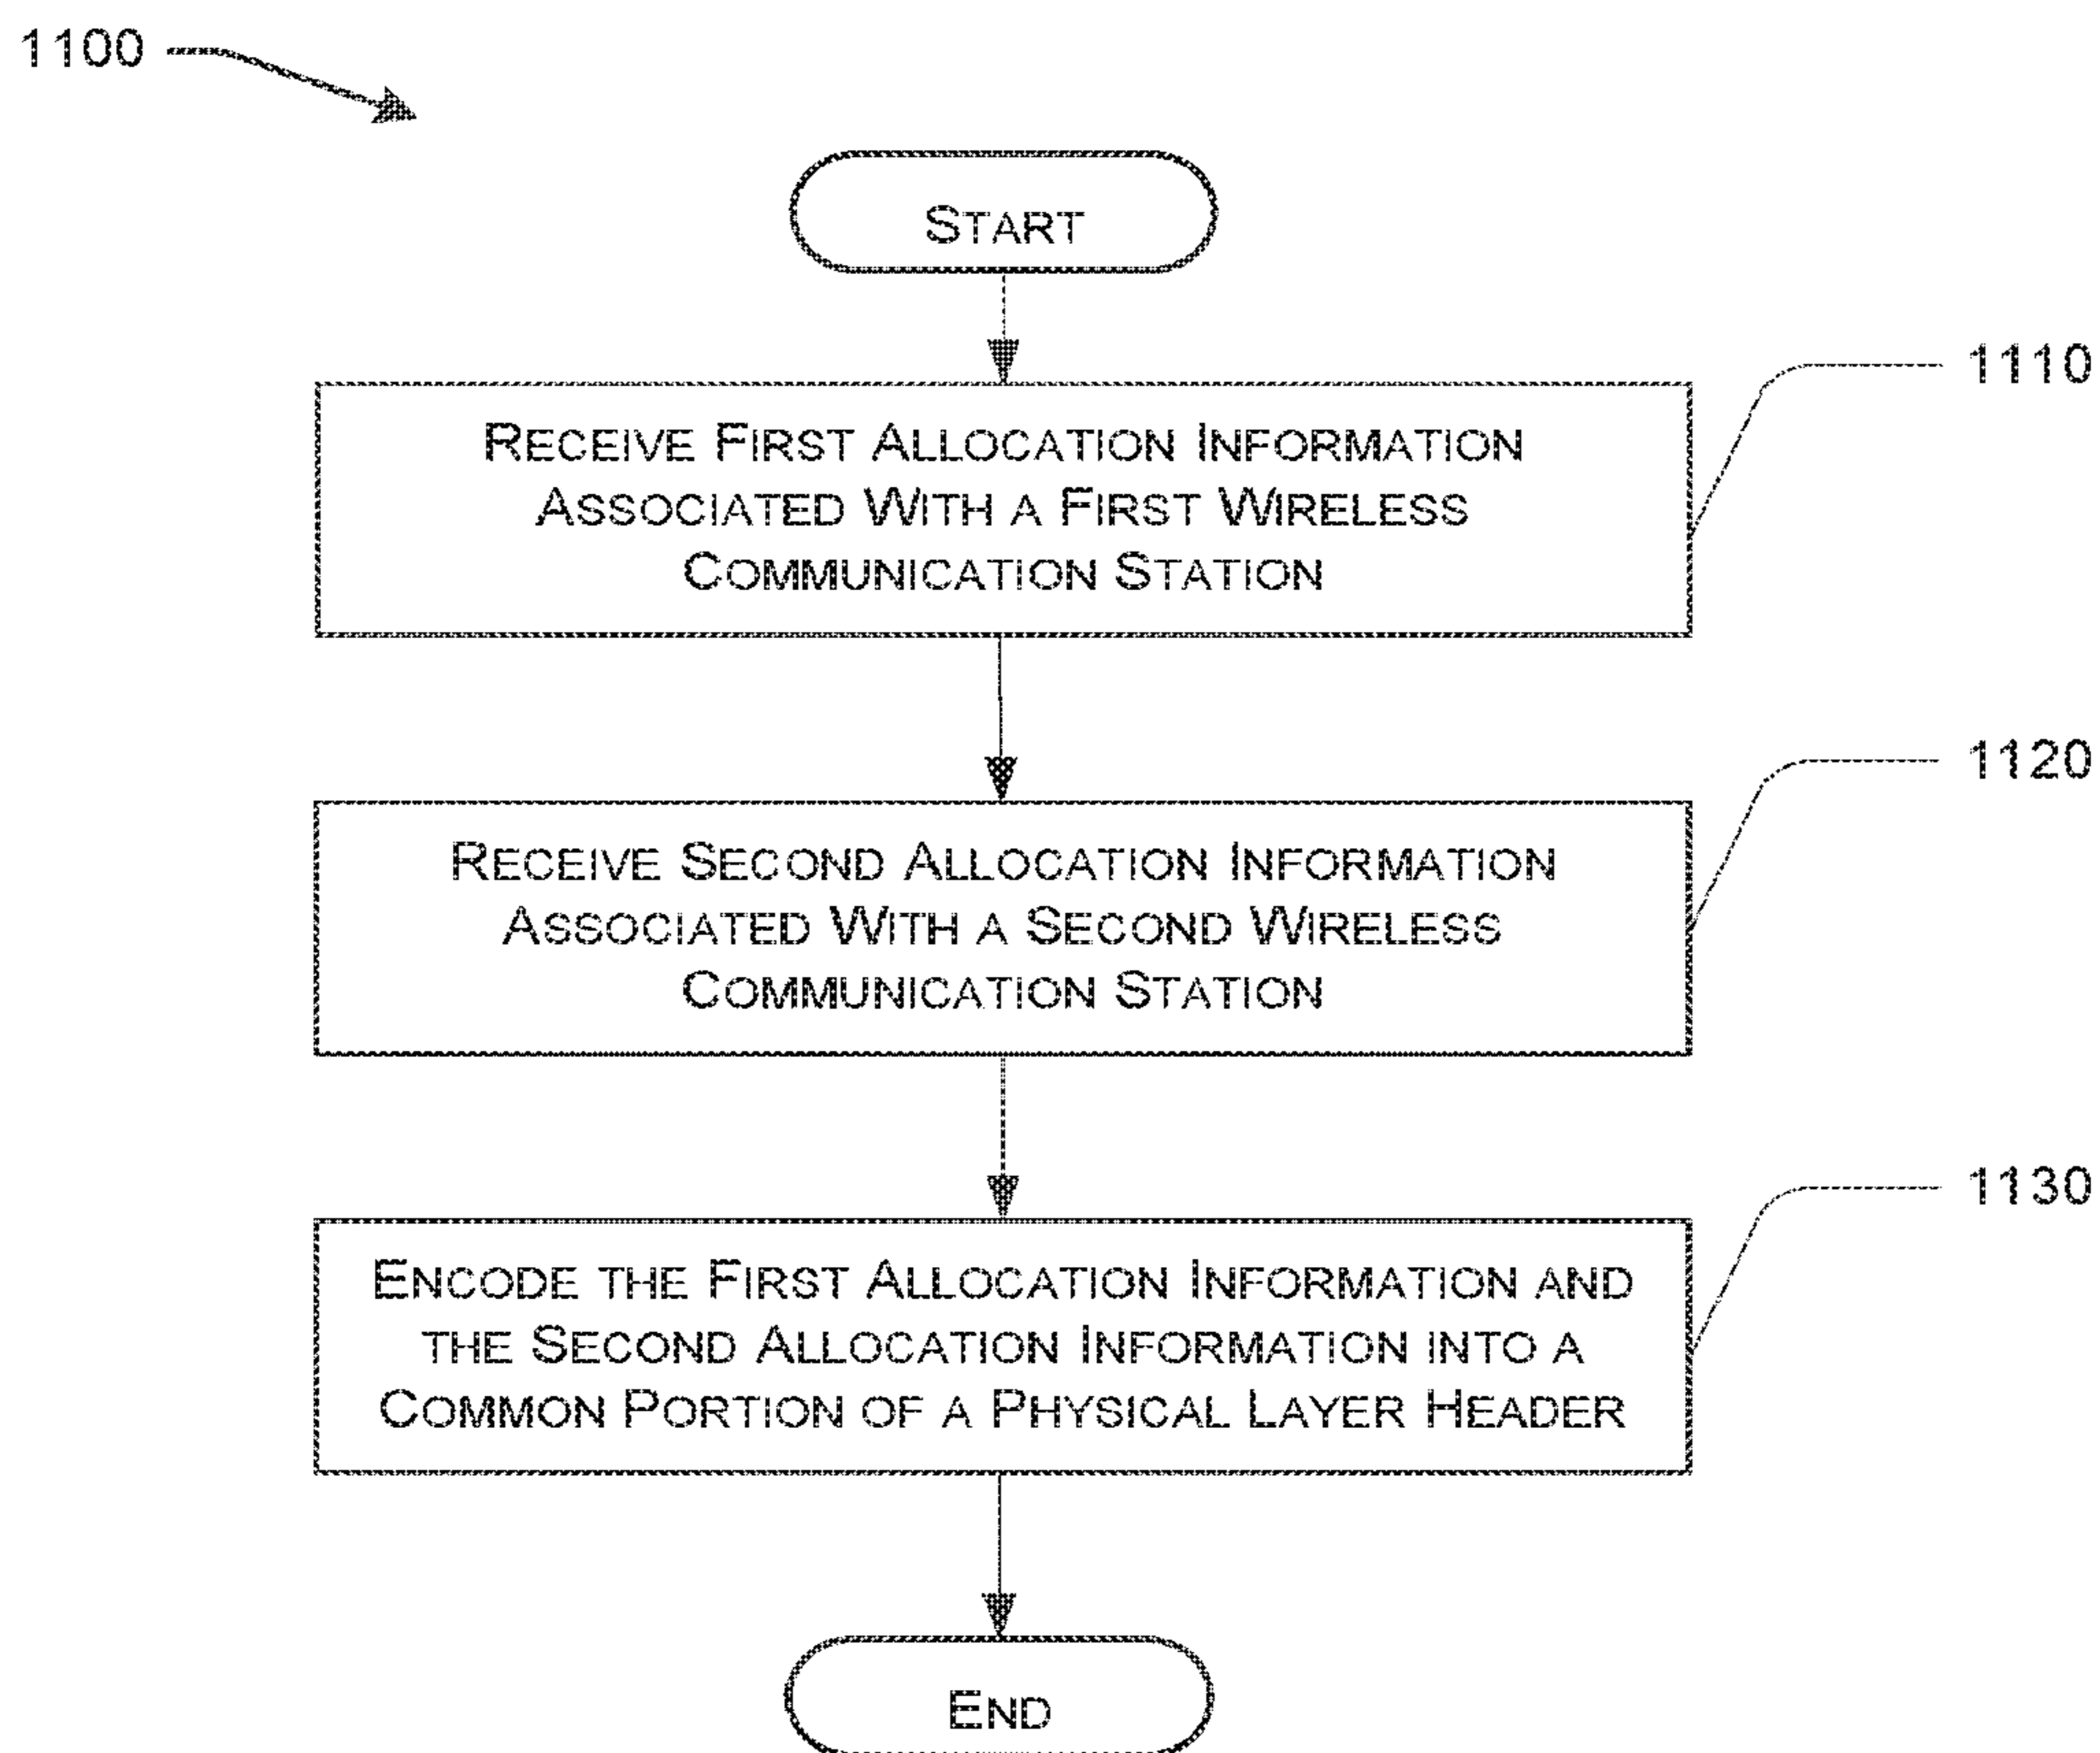 1100
START
1110
RECEIVE FIRST ALLOCATION INFORMATION
ASSOCIATED WITH A FIRST WIRELESS
COMMUNICATION STATION
1120
RECEIVE SECOND ALLOCATION INFORMATION
ASSOCIATED WITH A SECOND WIRELESS
COMMUNICATION STATION
1130
ENCODE THE FIRST ALLOCATION INFORMATION AND
THE SECOND ALLOCATION INFORMATION INTO A
COMMON PORTION OF A PHYSICAL LAYER HEADER
END